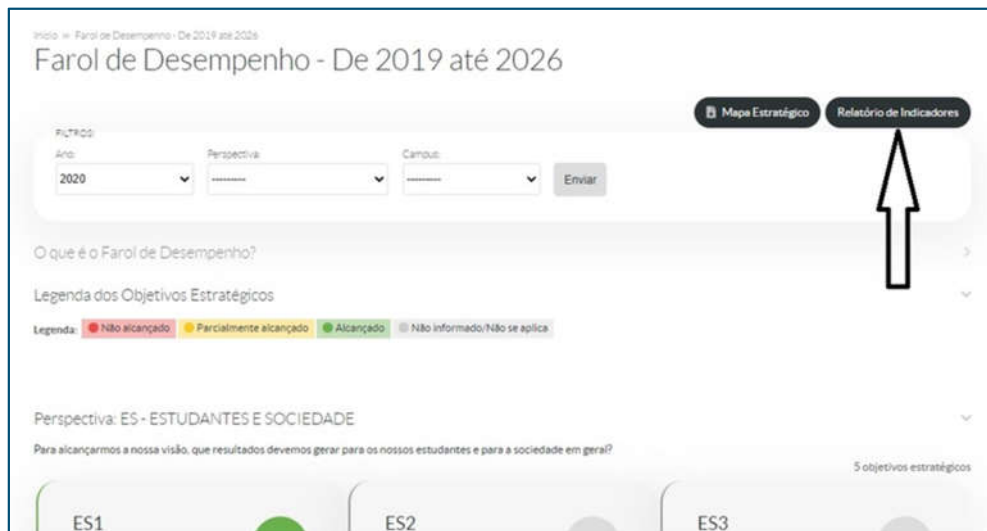 Início » Farol de Desempenho - De 2019 até 2026
Farol de Desempenho - De 2019 até 2026
Mapa Estratégico
Relatório de Indicadores
FILTROS:
Ano:
Perspectiva:
Campus:
2020
---------
---------
Enviar
O que é o Farol de Desempenho?
Legenda dos Objetivos Estratégicos
Legenda: Não alcançado Parcialmente alcançado Alcançado Não informado/Não se aplica
Perspectiva: ES - ESTUDANTES E SOCIEDADE
Para alcançarmos a nossa visão, que resultados devemos gerar para os nossos estudantes e para a sociedade em geral?
5 objetivos estratégicos
ES1
ES2
ES3